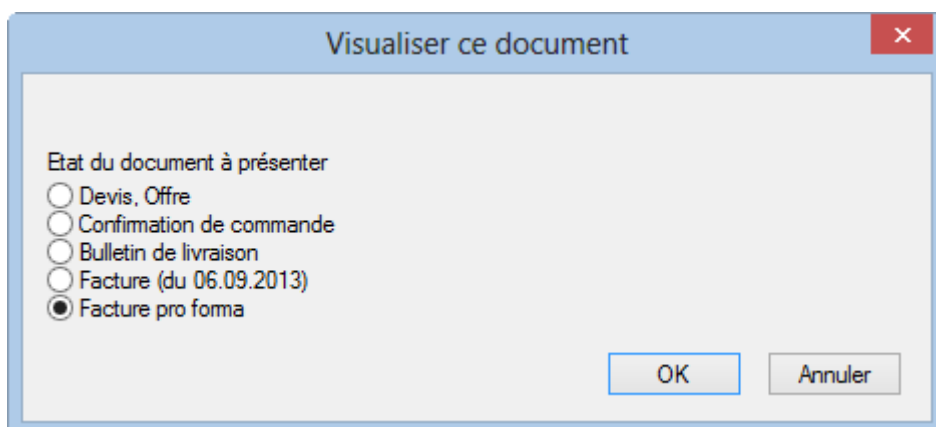 Visualiser ce document
Etat du document à présenter
Devis, Offre
Confirmation de commande
Bulletin de livraison
Facture (du 06.09.2013)
Facture pro forma
OK Annuler